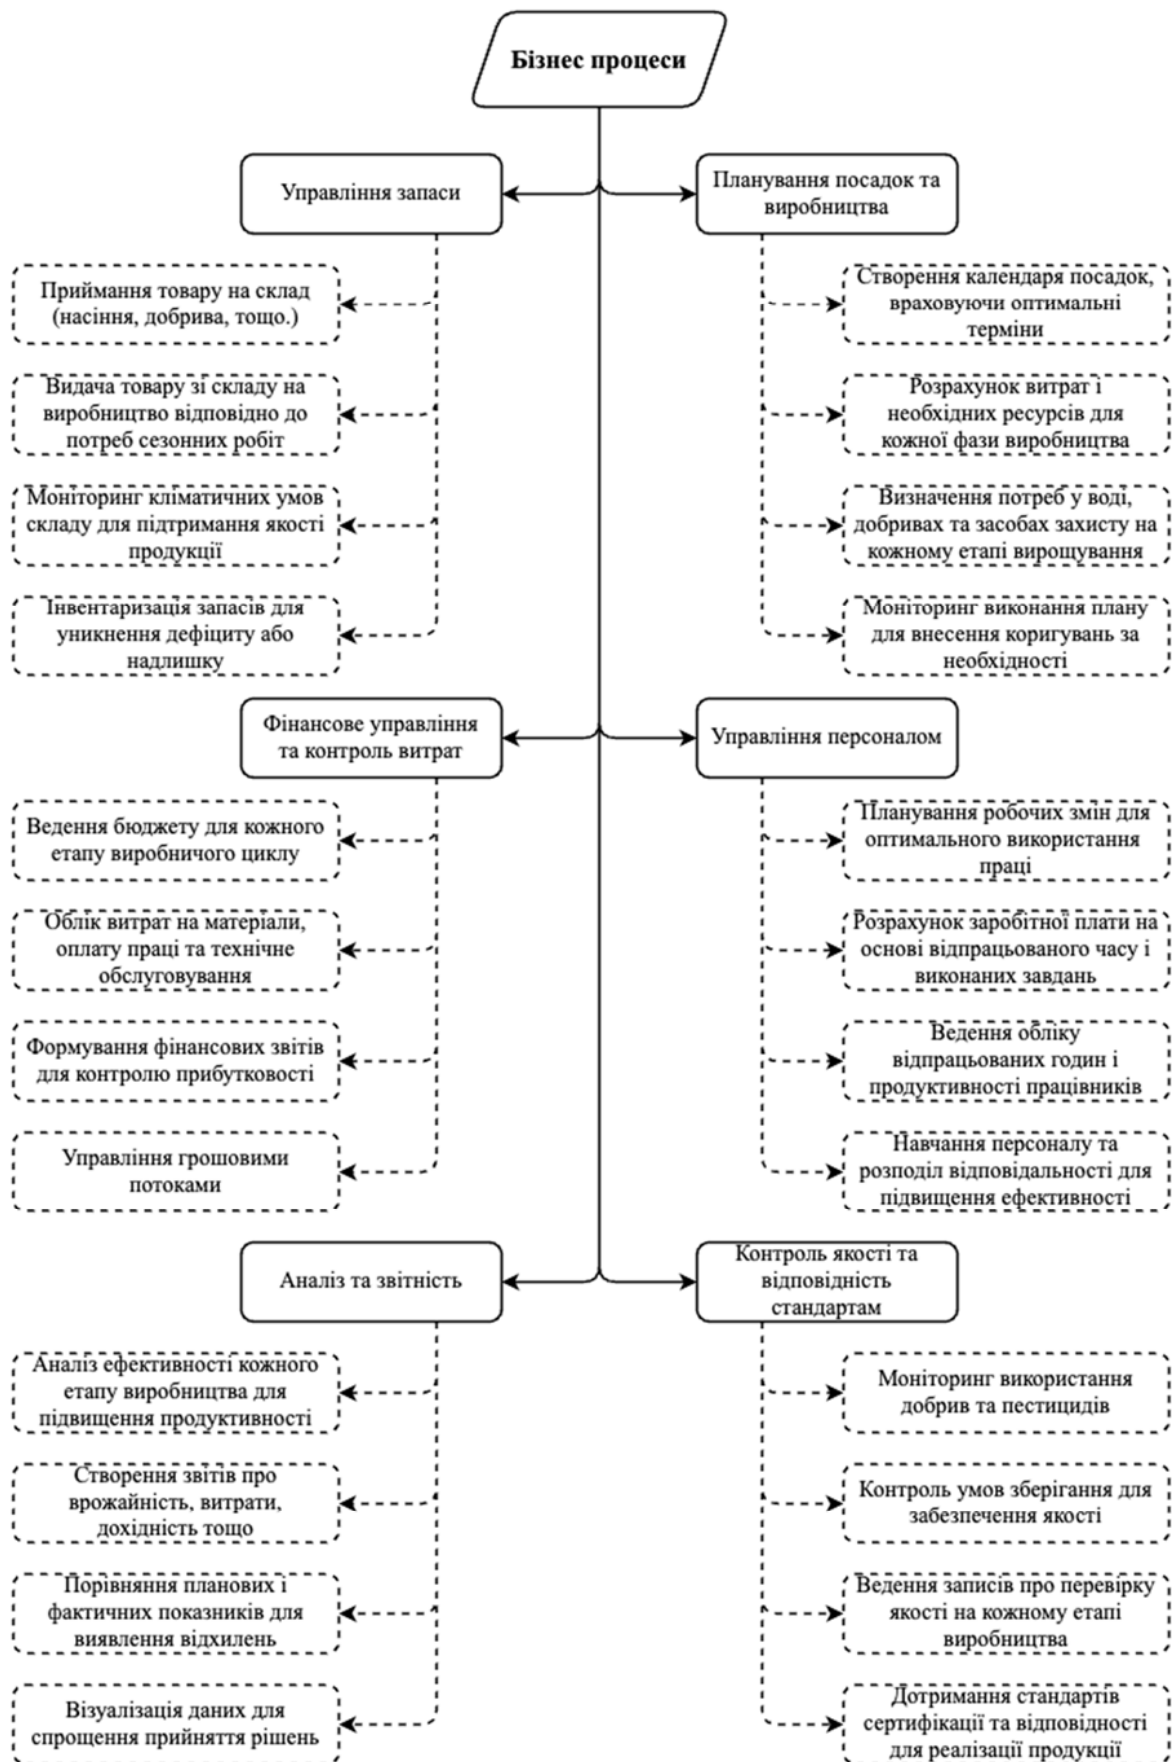 Бізнес процеси
Управління запаси
Приймання товару на склад
(насіння, добрива, тощо.)
Видача товару зі складу на
виробництво відповідно до
потреб сезонних робіт
Моніторинг кліматичних умов
складу для підтримання якості
продукції
Інвентаризація запасів для
уникнення дефіциту або
надлишку
Планування посадок та
виробництва
Створення календаря посадок,
враховуючи оптимальні
терміни
Розрахунок витрат і
необхідних ресурсів для
кожної фази виробництва
Визначення потреб у воді,
добривах та засобах захисту на
кожному етапі вирощування
Моніторинг виконання плану
для внесення коригувань за
необхідності
Фінансове управління
та контроль витрат
Ведення бюджету для кожного
етапу виробничого циклу
Облік витрат на матеріали,
оплату праці та технічне
обслуговування
Формування фінансових звітів
для контролю прибутковості
Управління грошовими
потоками
Управління персоналом
Планування робочих змін для
оптимального використання
праці
Розрахунок заробітної плати на
основі відпрацьованого часу і
виконаних завдань
Ведення обліку
відпрацьованих годин і
продуктивності працівників
Навчання персоналу та
розподіл відповідальності для
підвищення ефективності
Аналіз та звітність
Аналіз ефективності кожного
етапу виробництва для
підвищення продуктивності
Створення звітів про
врожайність, витрати,
дохідність тощо
Порівняння планових і
фактичних показників для
виявлення відхилень
Візуалізація даних для
спрощення прийняття рішень
Контроль якості та
відповідність
стандартам
Моніторинг використання
добрив та пестицидів
Контроль умов зберігання для
забезпечення якості
Ведення записів про перевірку
якості на кожному етапі
виробництва
Дотримання стандартів
сертифікації та відповідності
для реалізації продукції